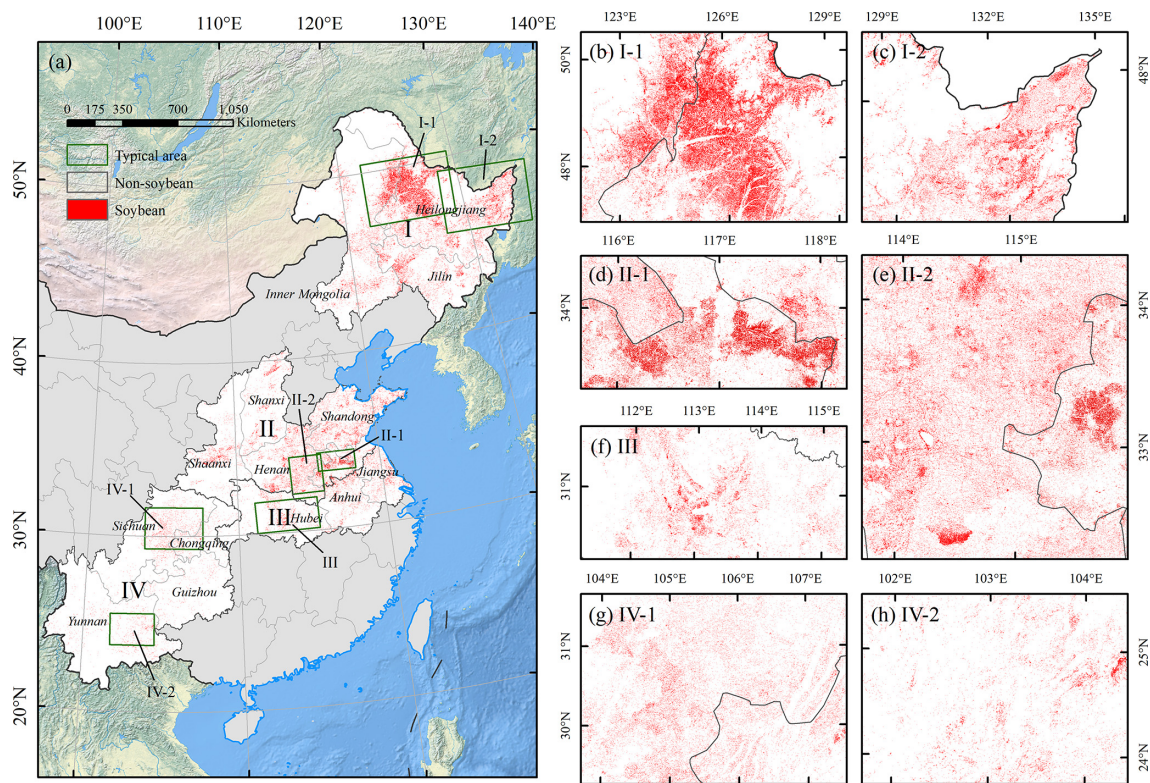 100°E 110°E 120°E 130°E 140°E
(a)
0 175 350 700 1,050
Kilometers
Typical area
Non-soybean
Soybean
50°N
40°N
30°N
20°N
I-1
I-2
Heilongjiang
I
Jilin
Inner Mongolia
Shanxi
II-2
Shandong
II
II-1
Shaanxi
Henan
Jiangsu
IV-1
Anhui
III
Hubei
Sichuan
Chongqing
III
IV
Guizhou
Yunnan
IV-2
123°E 126°E 129°E
(b) I-1
50°N
48°N
129°E 132°E 135°E
(c) I-2
48°N
116°E 117°E 118°E
(d) II-1
34°N
114°E 115°E
(e) II-2
34°N
33°N
112°E 113°E 114°E 115°E
(f) III
31°N
104°E 105°E 106°E 107°E
(g) IV-1
31°N
30°N
102°E 103°E 104°E
(h) IV-2
25°N
24°N